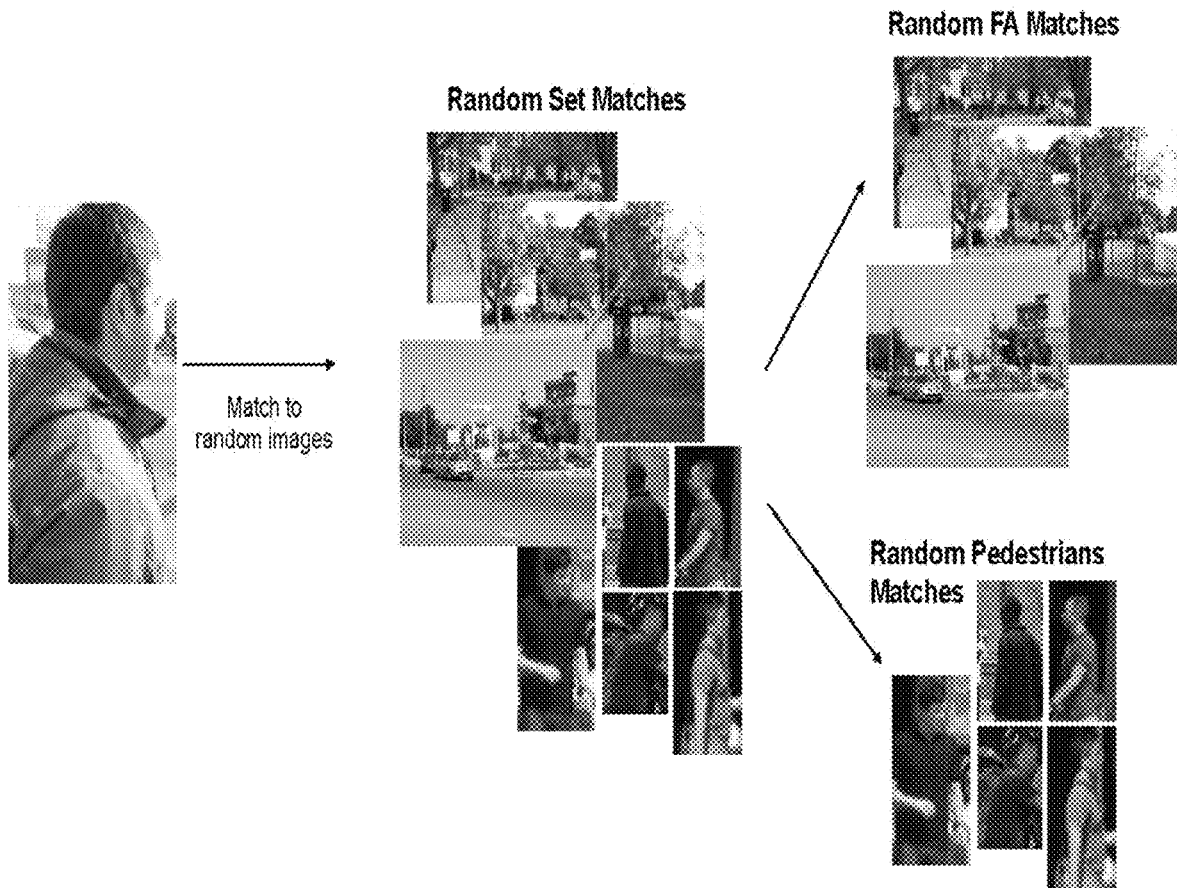 Random FA Matches
Random Set Matches
Match to
random images
Random Pedestrians
Matches